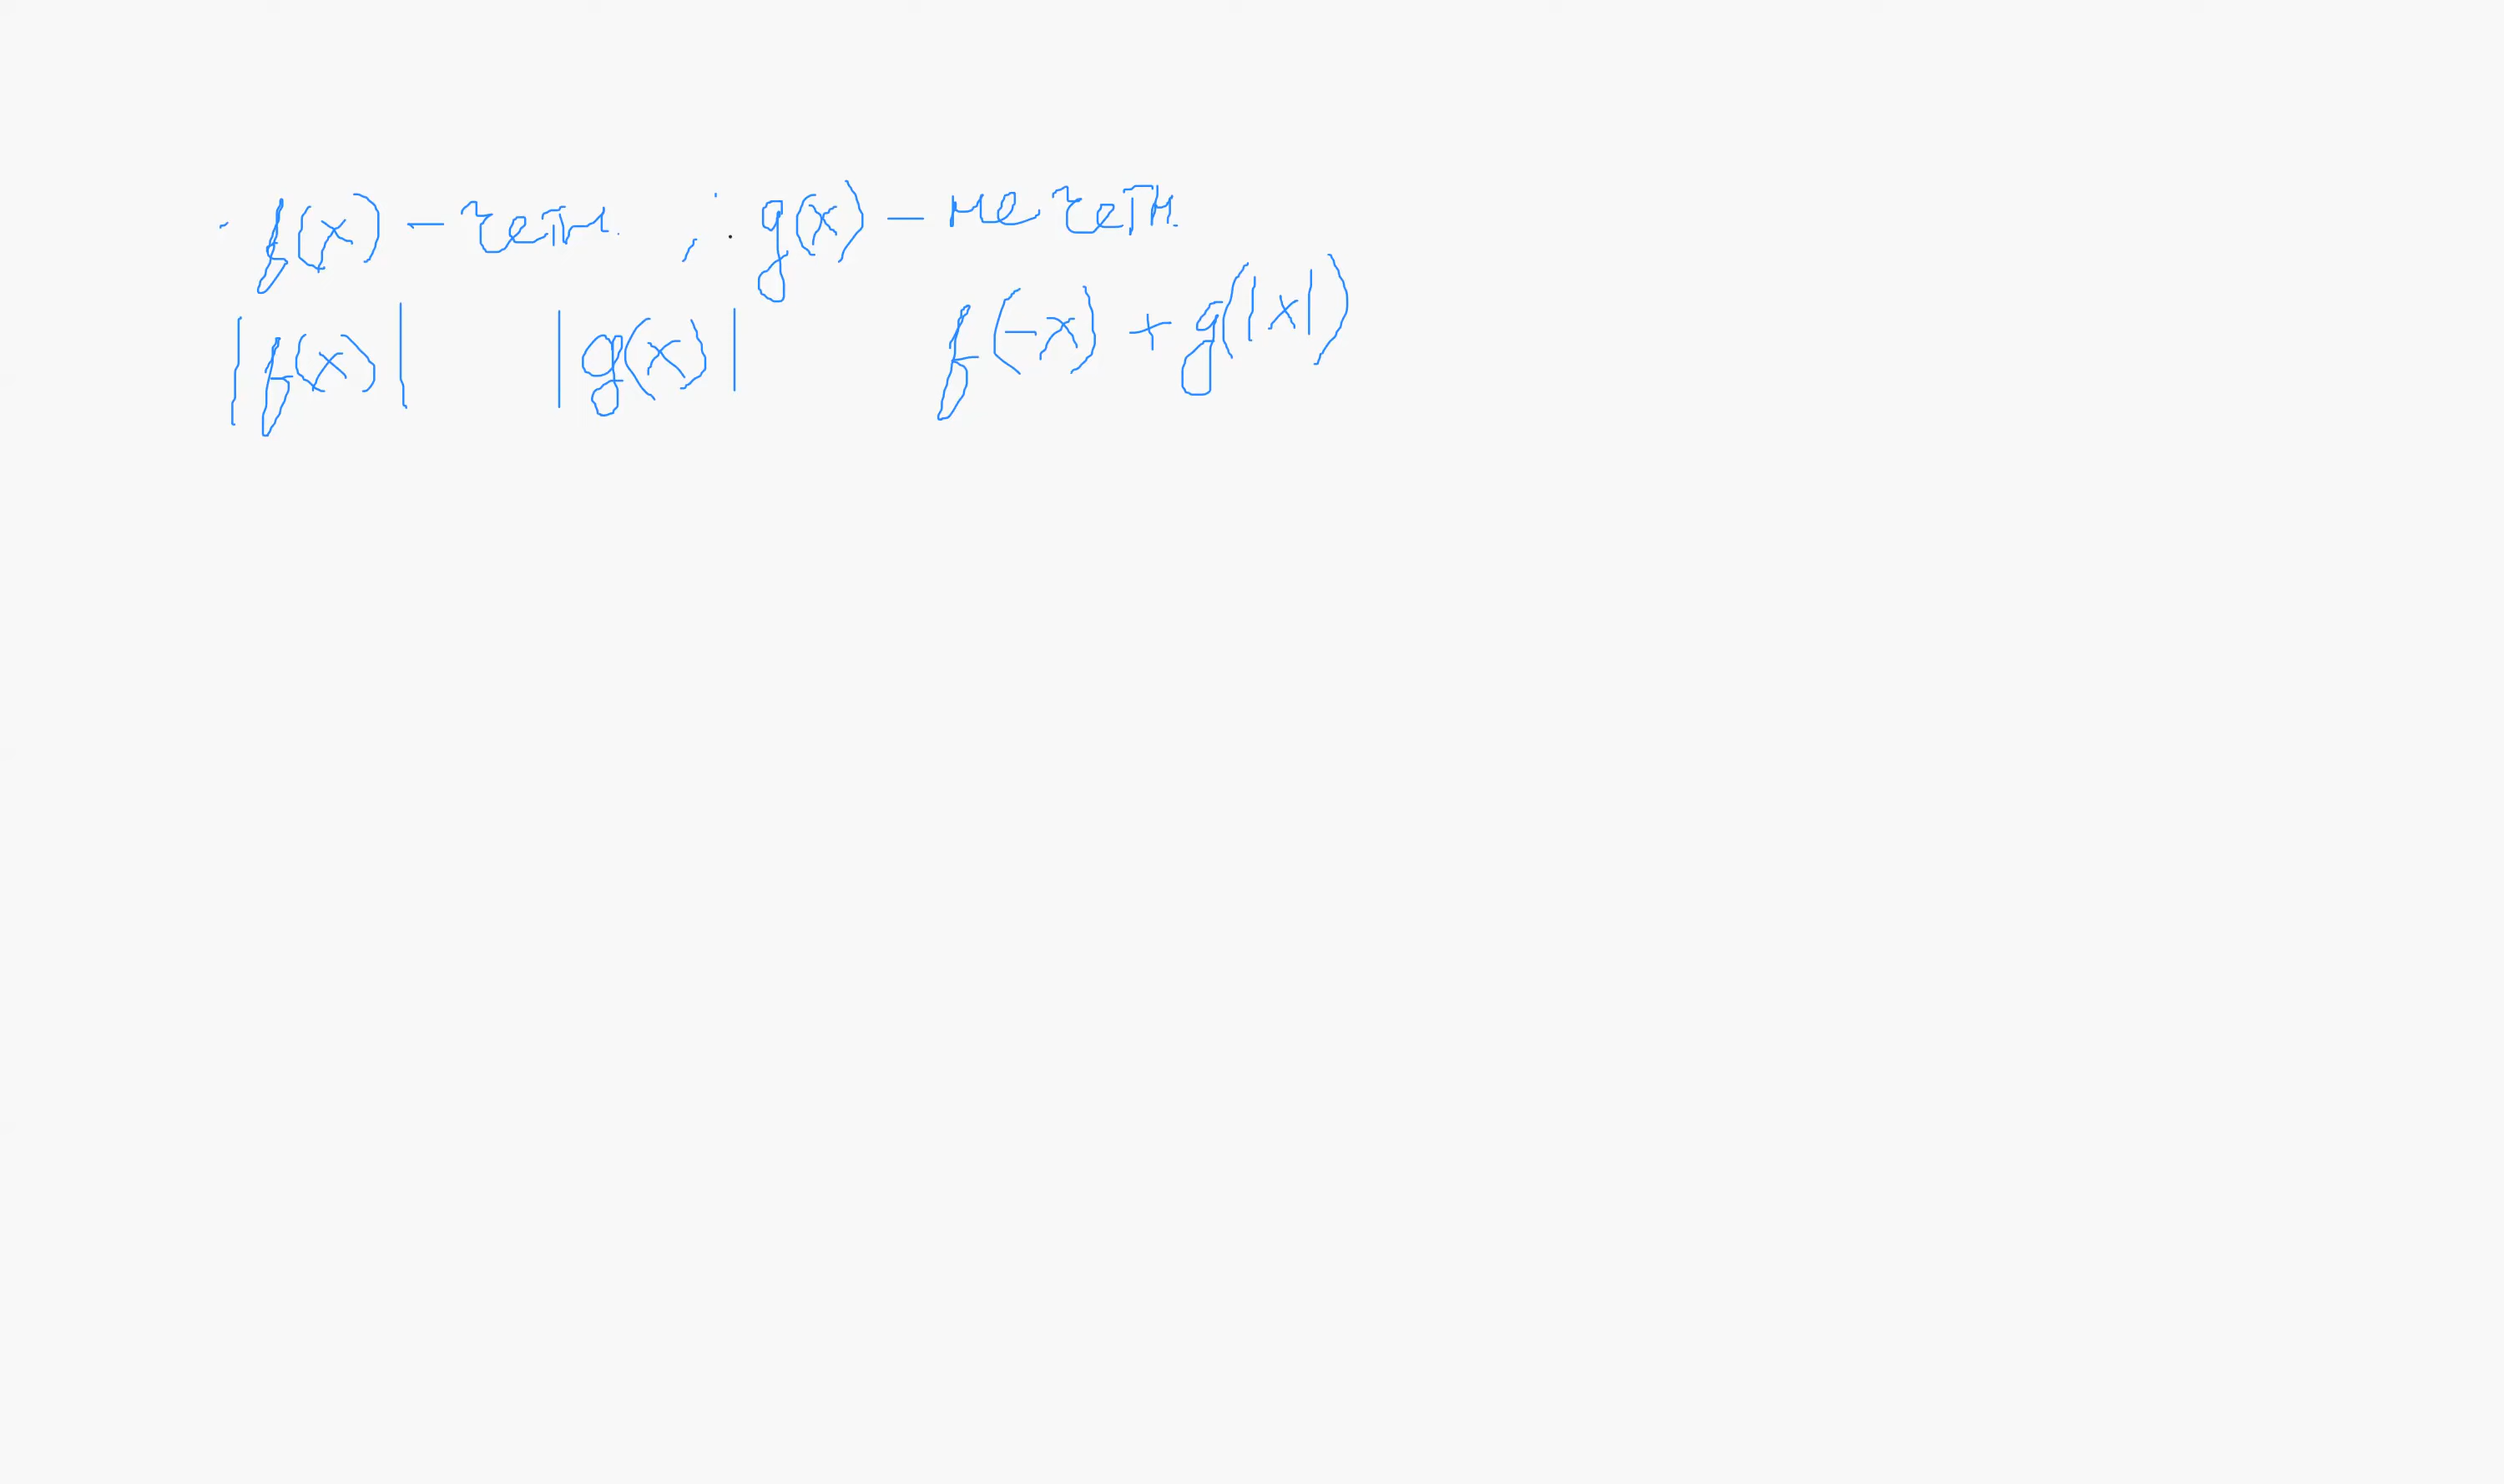 f(x) - четн. ; g(x) - нечетн.
|f(x)| |g(x)| f(-x) + g(|x|)